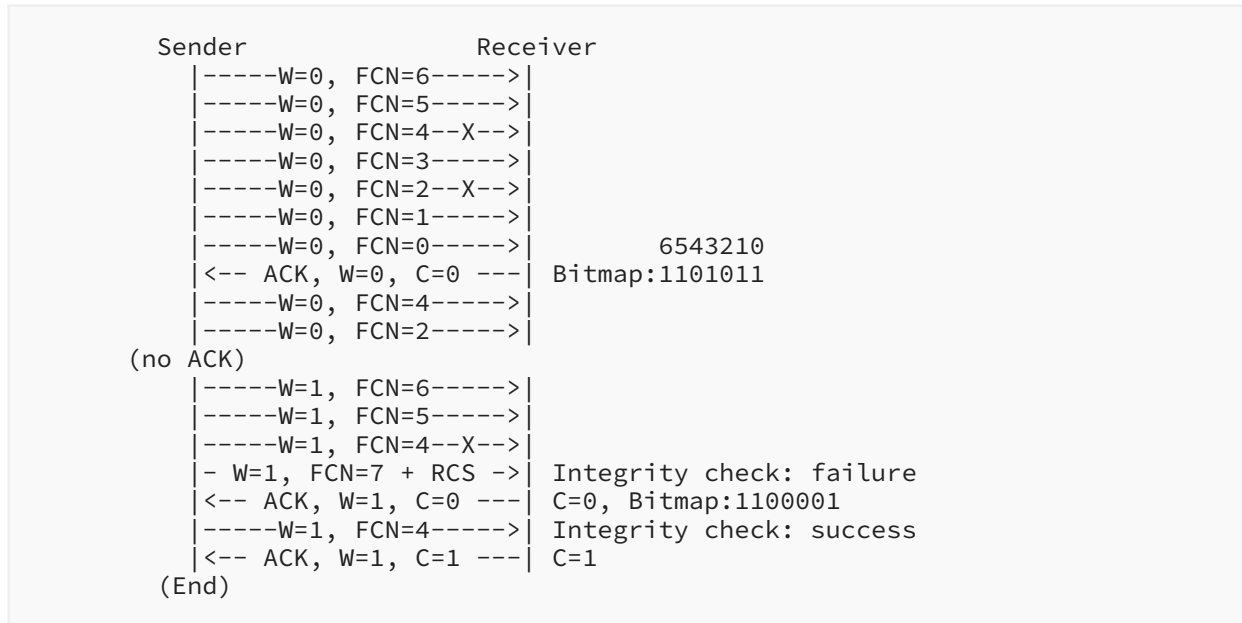 Sender                Receiver
|-----W=0, FCN=6----->|
|-----W=0, FCN=5----->|
|-----W=0, FCN=4--X-->|
|-----W=0, FCN=3----->|
|-----W=0, FCN=2--X-->|
|-----W=0, FCN=1----->|
|-----W=0, FCN=0----->|        6543210
|<-- ACK, W=0, C=0 ---| Bitmap:1101011
|-----W=0, FCN=4----->|
|-----W=0, FCN=2----->|
(no ACK)
|-----W=1, FCN=6----->|
|-----W=1, FCN=5----->|
|-----W=1, FCN=4--X-->|
|- W=1, FCN=7 + RCS ->| Integrity check: failure
|<-- ACK, W=1, C=0 ---| C=0, Bitmap:1100001
|-----W=1, FCN=4----->| Integrity check: success
|<-- ACK, W=1, C=1 ---| C=1
(End)